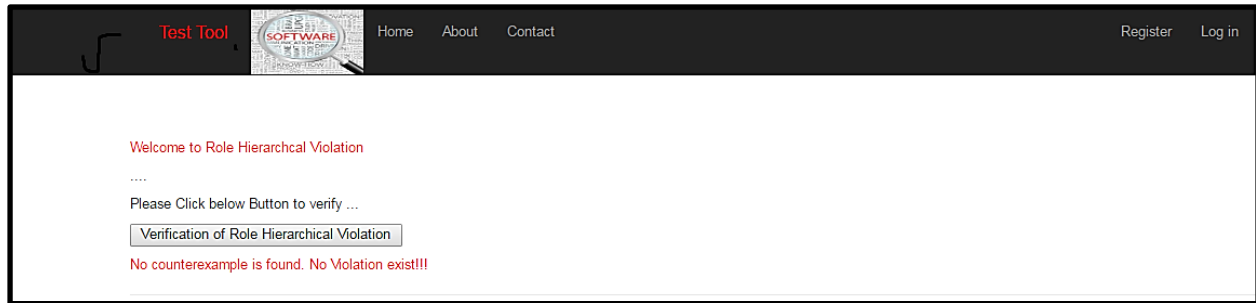 Test Tool SOFTWARE Home About Contact Register Log in
Welcome to Role Hierarchcal Violation
....
Please Click below Button to verify ...
Verification of Role Hierarchical Violation
No counterexample is found. No Violation exist!!!